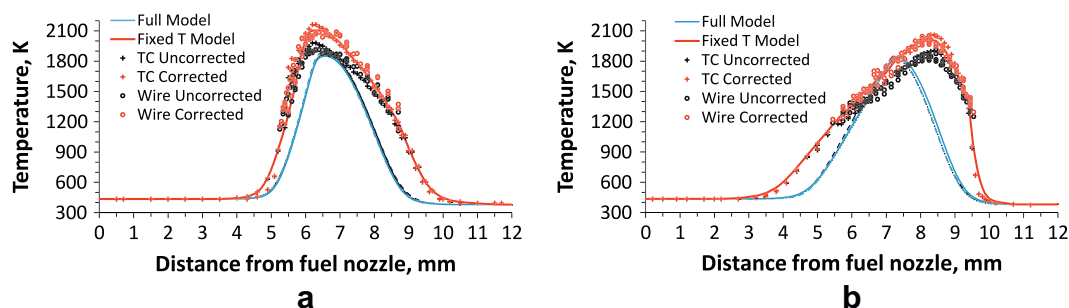 Temperature, K
2100
1800
1500
1200
900
600
300
Full Model
Fixed T Model
TC Uncorrected
TC Corrected
Wire Uncorrected
Wire Corrected
0 1 2 3 4 5 6 7 8 9 10 11 12
Distance from fuel nozzle, mm
a
Temperature, K
2100
1800
1500
1200
900
600
300
Full Model
Fixed T Model
TC Uncorrected
TC Corrected
Wire Uncorrected
Wire Corrected
0 1 2 3 4 5 6 7 8 9 10 11 12
Distance from fuel nozzle, mm
b